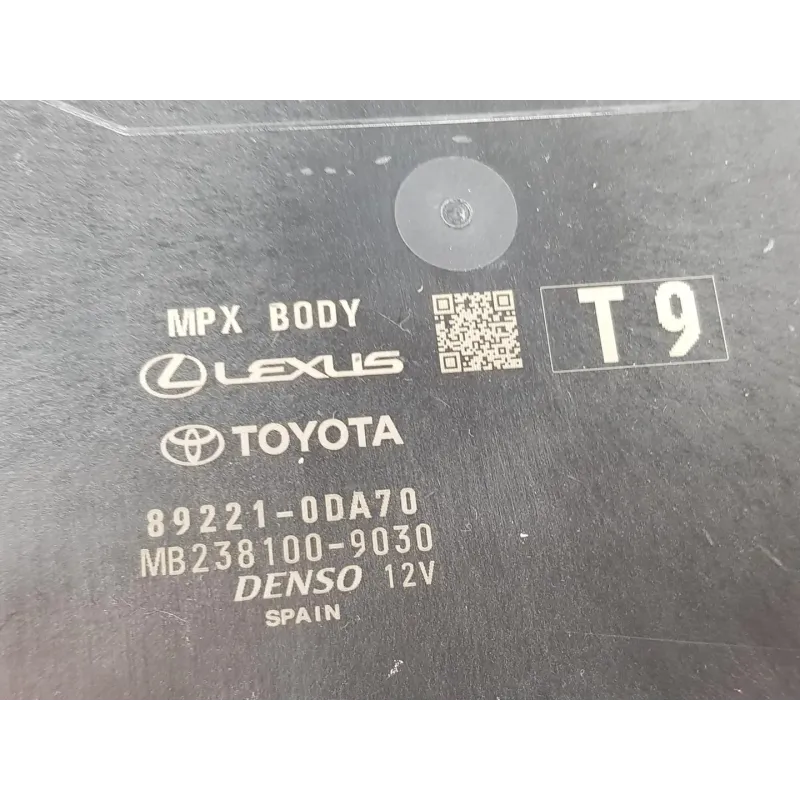 MPX BODY
T9
LEXUS
TOYOTA
89221-0DA70
MB238100-9030
DENSO 12V
SPAIN